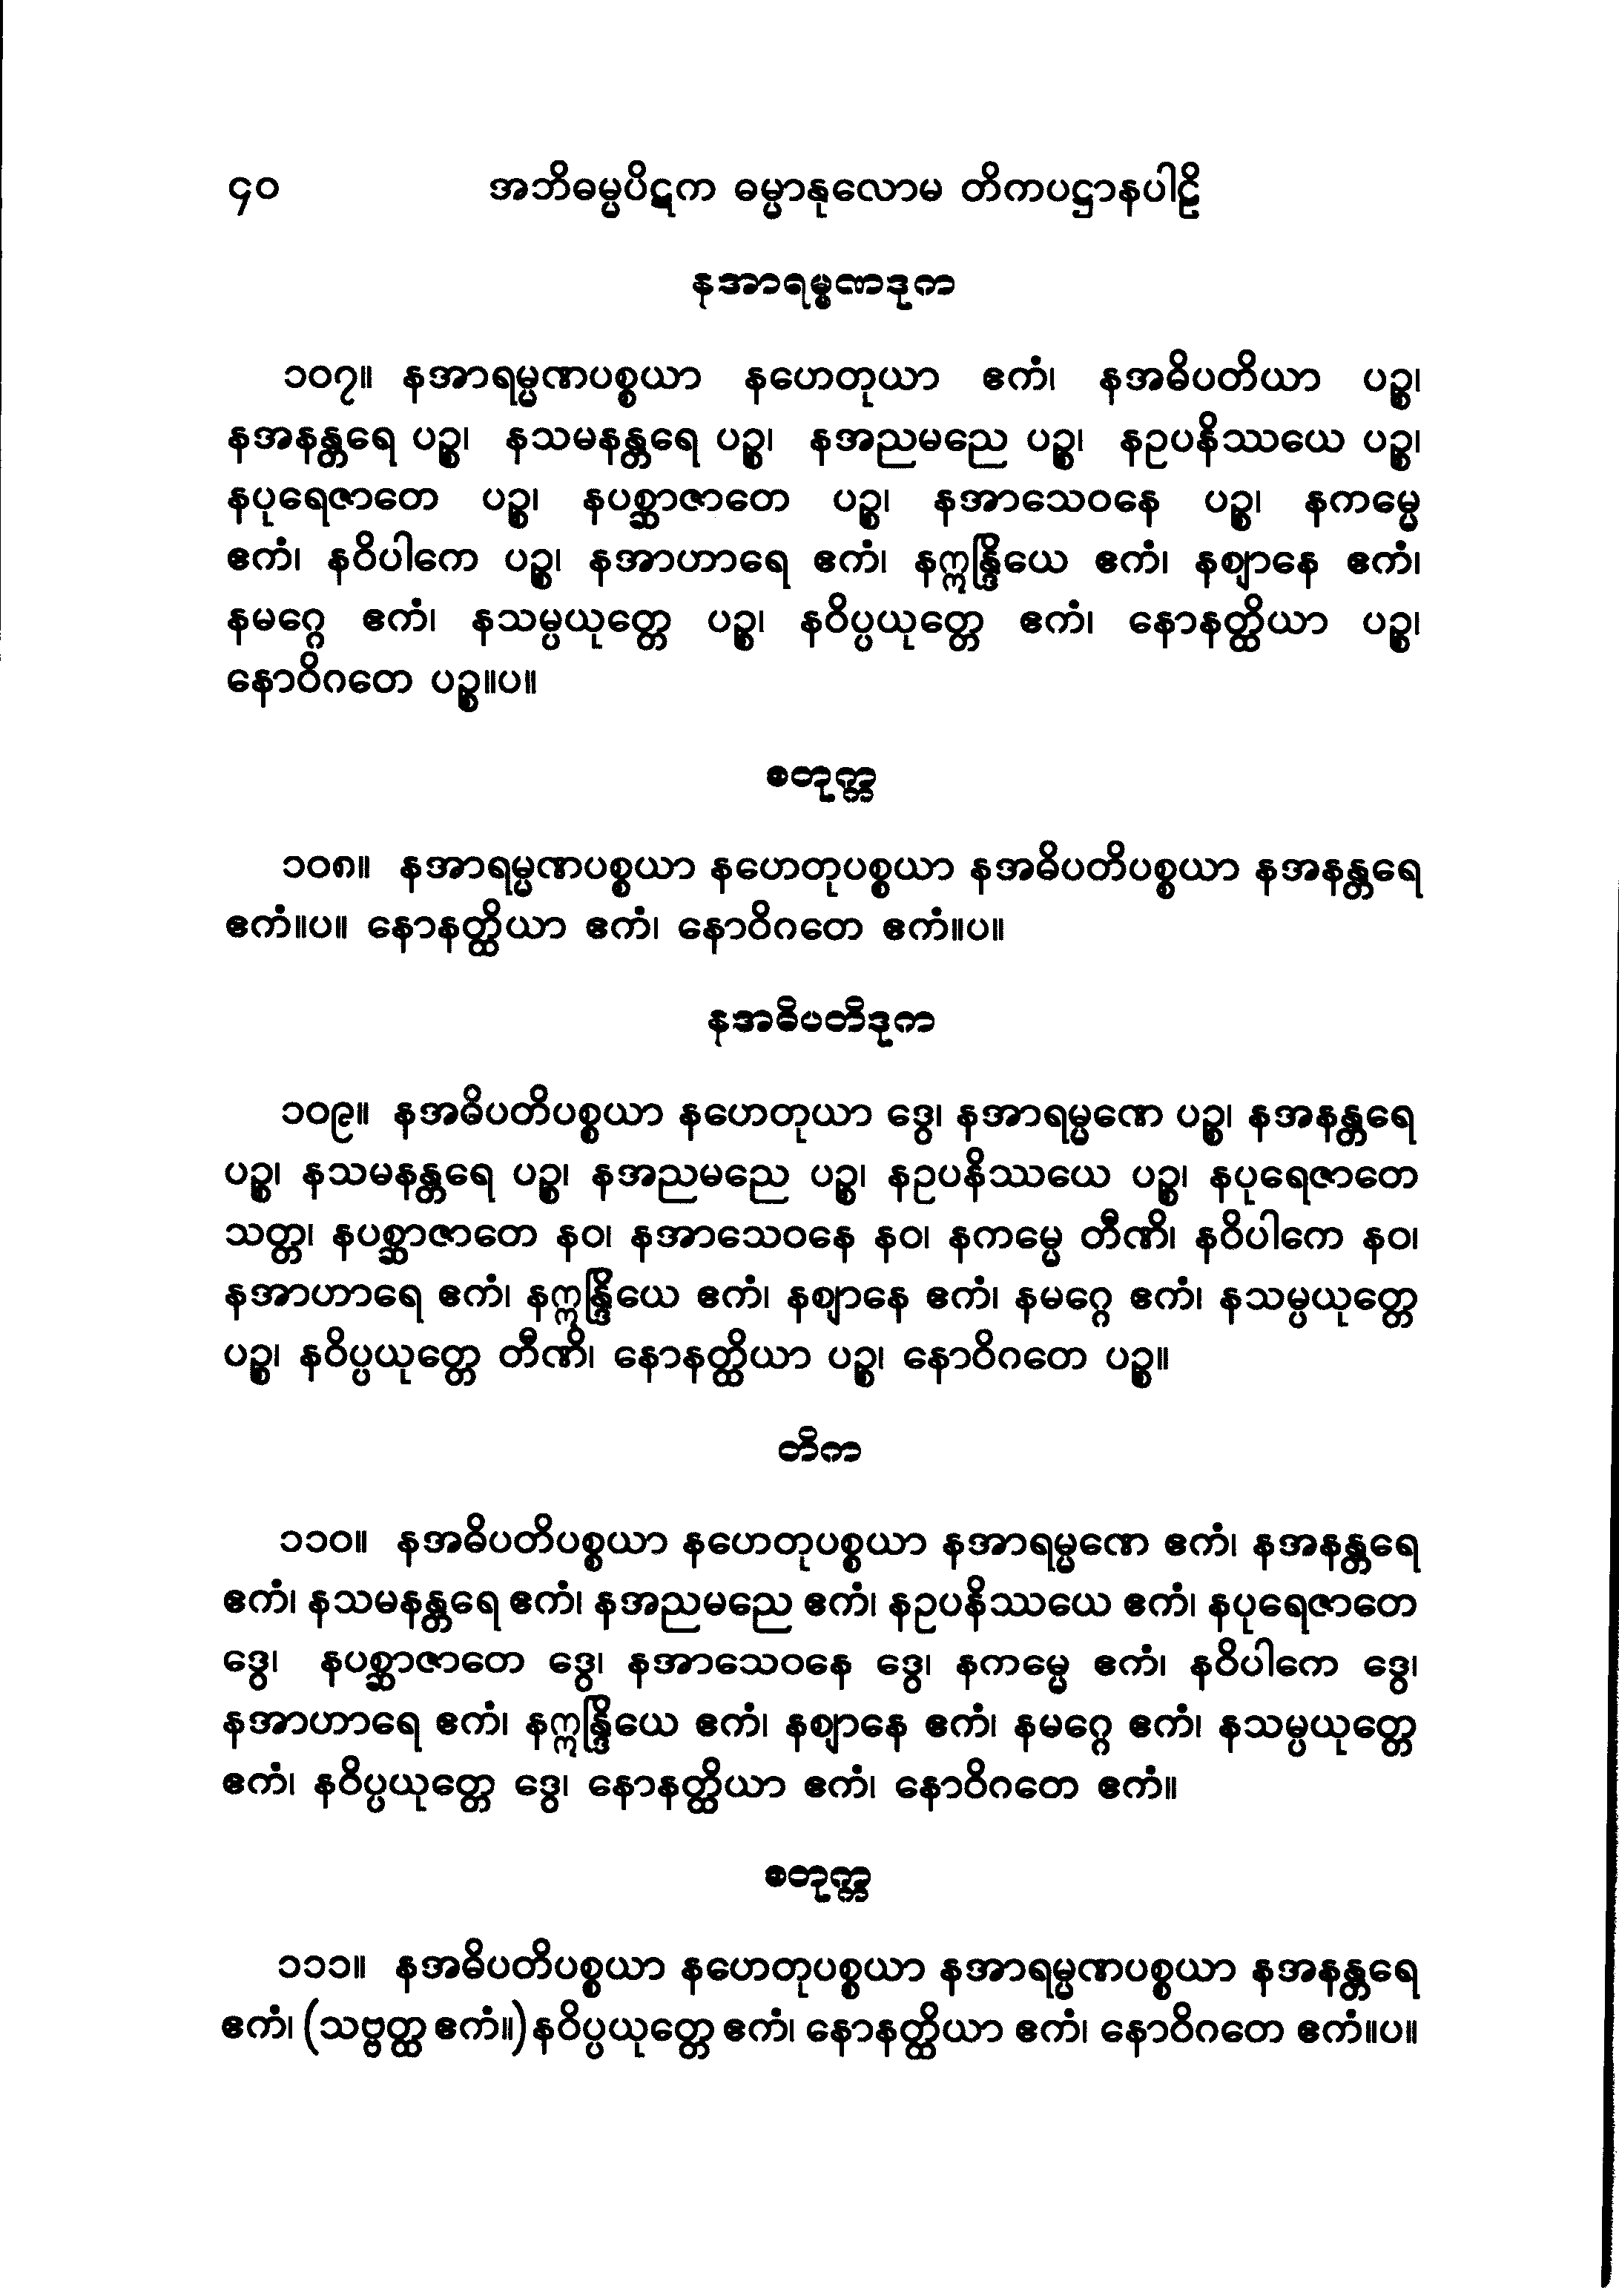 ၄၀ အဘိဓမ္မပိဋက ဓမ္မာနုလောမ တိကပဋ္ဌာနပါဠိ
နအာရမ္မဏဒုက
၁၀၇။ နအာရမ္မဏပစ္စယာ နဟေတုယာ ဧကံ၊ နအဓိပတိယာ ပဉ္စ၊
နအနန္တရေ ပဉ္စ၊ နသမနန္တရေ ပဉ္စ၊ နအညမညေ ပဉ္စ၊ နဥပနိဿယေ ပဉ္စ၊
နပုရေဇာတေ ပဉ္စ၊ နပစ္ဆာဇာတေ ပဉ္စ၊ နအာသေဝနေ ပဉ္စ၊ နကမ္မေ
ဧကံ၊ နဝိပါကေ ပဉ္စ၊ နအာဟာရေ ဧကံ၊ နဣန္ဒြိယေ ဧကံ၊ နဈာနေ ဧကံ၊
နမဂ္ဂေ ဧကံ၊ နသမ္ပယုတ္တေ ပဉ္စ၊ နဝိပ္ပယုတ္တေ ဧကံ၊ နောနတ္ထိယာ ပဉ္စ၊
နောဝိဂတေ ပဉ္စ။ပ။
စတုက္က
၁၀၈။ နအာရမ္မဏပစ္စယာ နဟေတုပစ္စယာ နအဓိပတိပစ္စယာ နအနန္တရေ
ဧကံ။ပ။ နောနတ္ထိယာ ဧကံ၊ နောဝိဂတေ ဧကံ။ပ။
နအဓိပတိဒုက
၁၀၉။ နအဓိပတိပစ္စယာ နဟေတုယာ ဒွေ၊ နအာရမ္မဏေ ပဉ္စ၊ နအနန္တရေ
ပဉ္စ၊ နသမနန္တရေ ပဉ္စ၊ နအညမညေ ပဉ္စ၊ နဥပနိဿယေ ပဉ္စ၊ နပုရေဇာတေ
သတ္တ၊ နပစ္ဆာဇာတေ နဝ၊ နအာသေဝနေ နဝ၊ နကမ္မေ တီဏိ၊ နဝိပါကေ နဝ၊
နအာဟာရေ ဧကံ၊ နဣန္ဒြိယေ ဧကံ၊ နဈာနေ ဧကံ၊ နမဂ္ဂေ ဧကံ၊ နသမ္ပယုတ္တေ
ပဉ္စ၊ နဝိပ္ပယုတ္တေ တီဏိ၊ နောနတ္ထိယာ ပဉ္စ၊ နောဝိဂတေ ပဉ္စ။
တိက
၁၁၀။ နအဓိပတိပစ္စယာ နဟေတုပစ္စယာ နအာရမ္မဏေ ဧကံ၊ နအနန္တရေ
ဧကံ၊ နသမနန္တရေ ဧကံ၊ နအညမညေ ဧကံ၊ နဥပနိဿယေ ဧကံ၊ နပုရေဇာတေ
ဒွေ၊ နပစ္ဆာဇာတေ ဒွေ၊ နအာသေဝနေ ဒွေ၊ နကမ္မေ ဧကံ၊ နဝိပါကေ ဒွေ၊
နအာဟာရေ ဧကံ၊ နဣန္ဒြိယေ ဧကံ၊ နဈာနေ ဧကံ၊ နမဂ္ဂေ ဧကံ၊ နသမ္ပယုတ္တေ
ဧကံ၊ နဝိပ္ပယုတ္တေ ဒွေ၊ နောနတ္ထိယာ ဧကံ၊ နောဝိဂတေ ဧကံ။
စတုက္က
၁၁၁။ နအဓိပတိပစ္စယာ နဟေတုပစ္စယာ နအာရမ္မဏပစ္စယာ နအနန္တရေ
ဧကံ၊ (သဗ္ဗတ္ထ ဧကံ။) နဝိပ္ပယုတ္တေ ဧကံ၊ နောနတ္ထိယာ ဧကံ၊ နောဝိဂတေ ဧကံ။ပ။